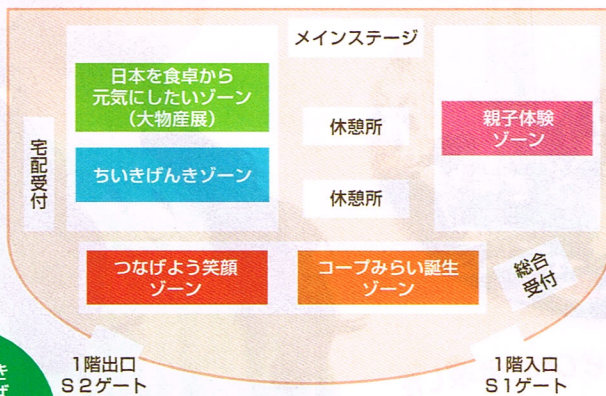 メインステージ
日本を食卓から
元気にしたいゾーン
（大物産展）
親子体験
ゾーン
休憩所
宅配受付
ちいきげんきゾーン
休憩所
つなげよう笑顔
ゾーン
コープみらい誕生
ゾーン
総合
受付
1階出口
S2ゲート
1階入口
S1ゲート